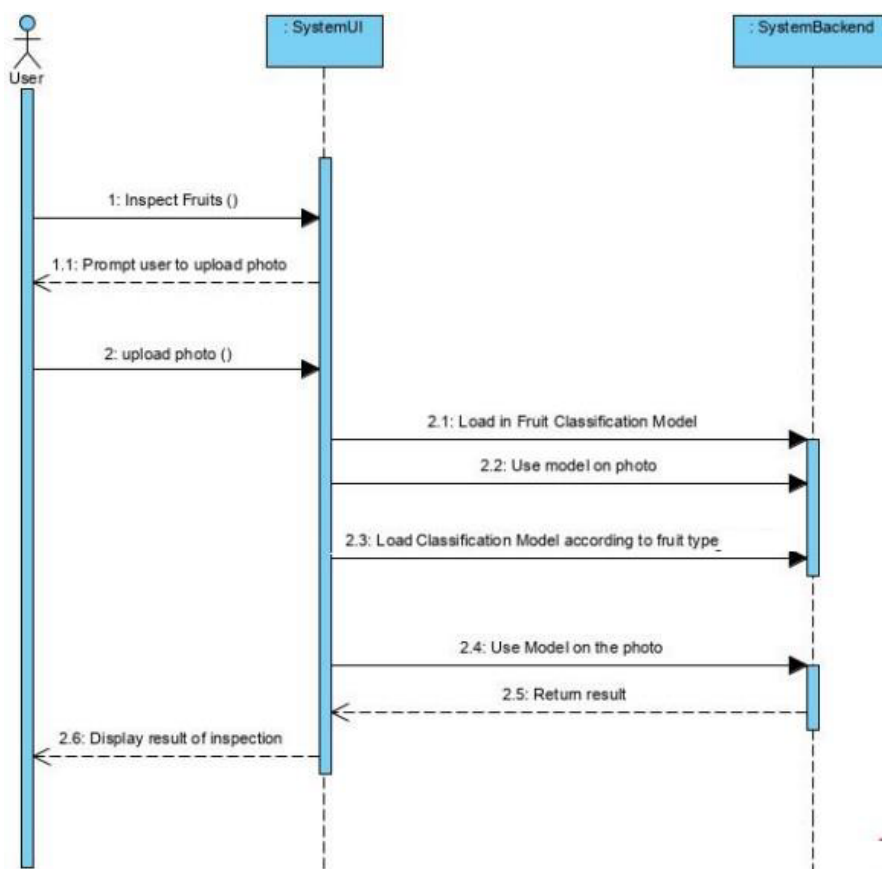 : SystemUI
: SystemBackend
User
1: Inspect Fruits ()
1.1: Prompt user to upload photo
2: upload photo ()
2.1: Load in Fruit Classification Model
2.2: Use model on photo
2.3: Load Classification Model according to fruit type
2.4: Use Model on the photo
2.5: Return result
2.6: Display result of inspection